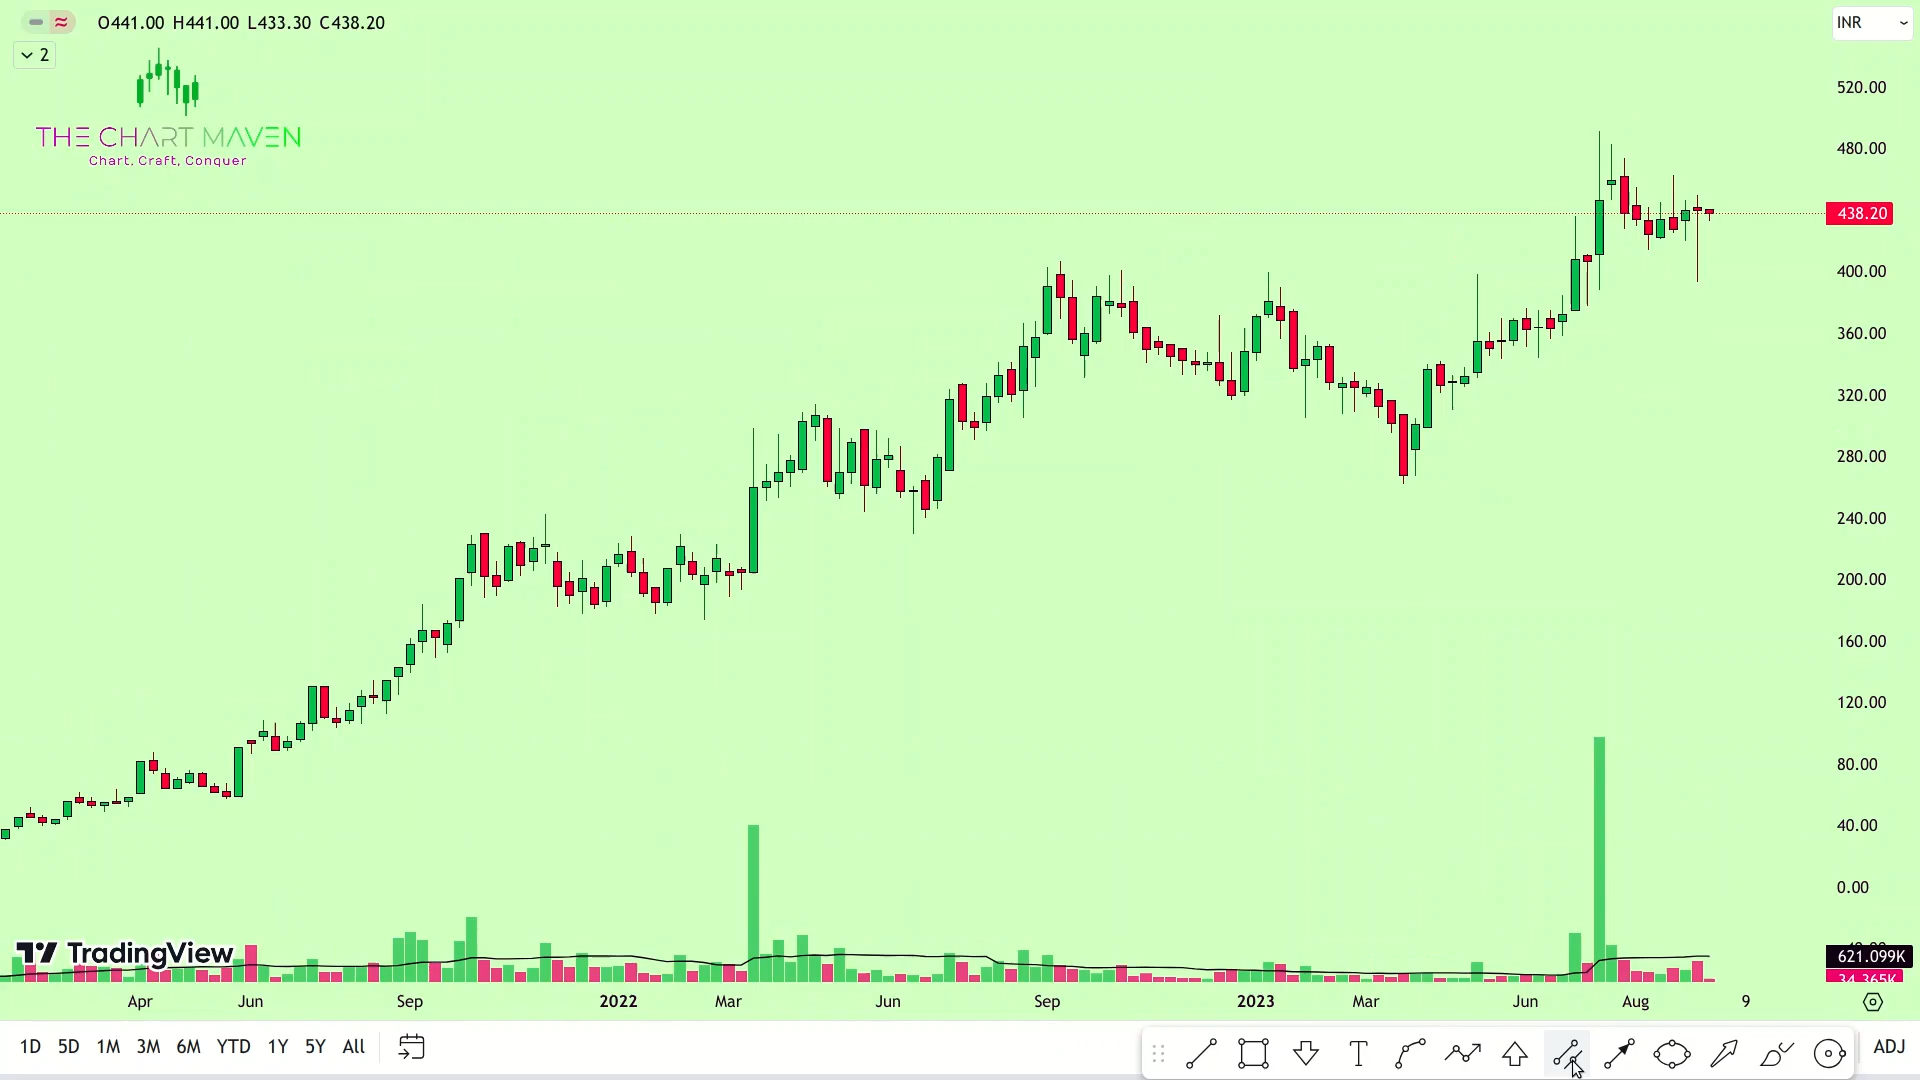 O441.00 H441.00 L433.30 C438.20
INR
2
THE CHART MAVEN
Chart, Craft, Conquer
520.00
480.00
438.20
400.00
360.00
320.00
280.00
240.00
200.00
160.00
120.00
80.00
40.00
0.00
TradingView
621.099K
34.365K
Apr Jun Sep 2022 Mar Jun Sep 2023 Mar Jun Aug 9
1D 5D 1M 3M 6M YTD 1Y 5Y All
T
ADJ